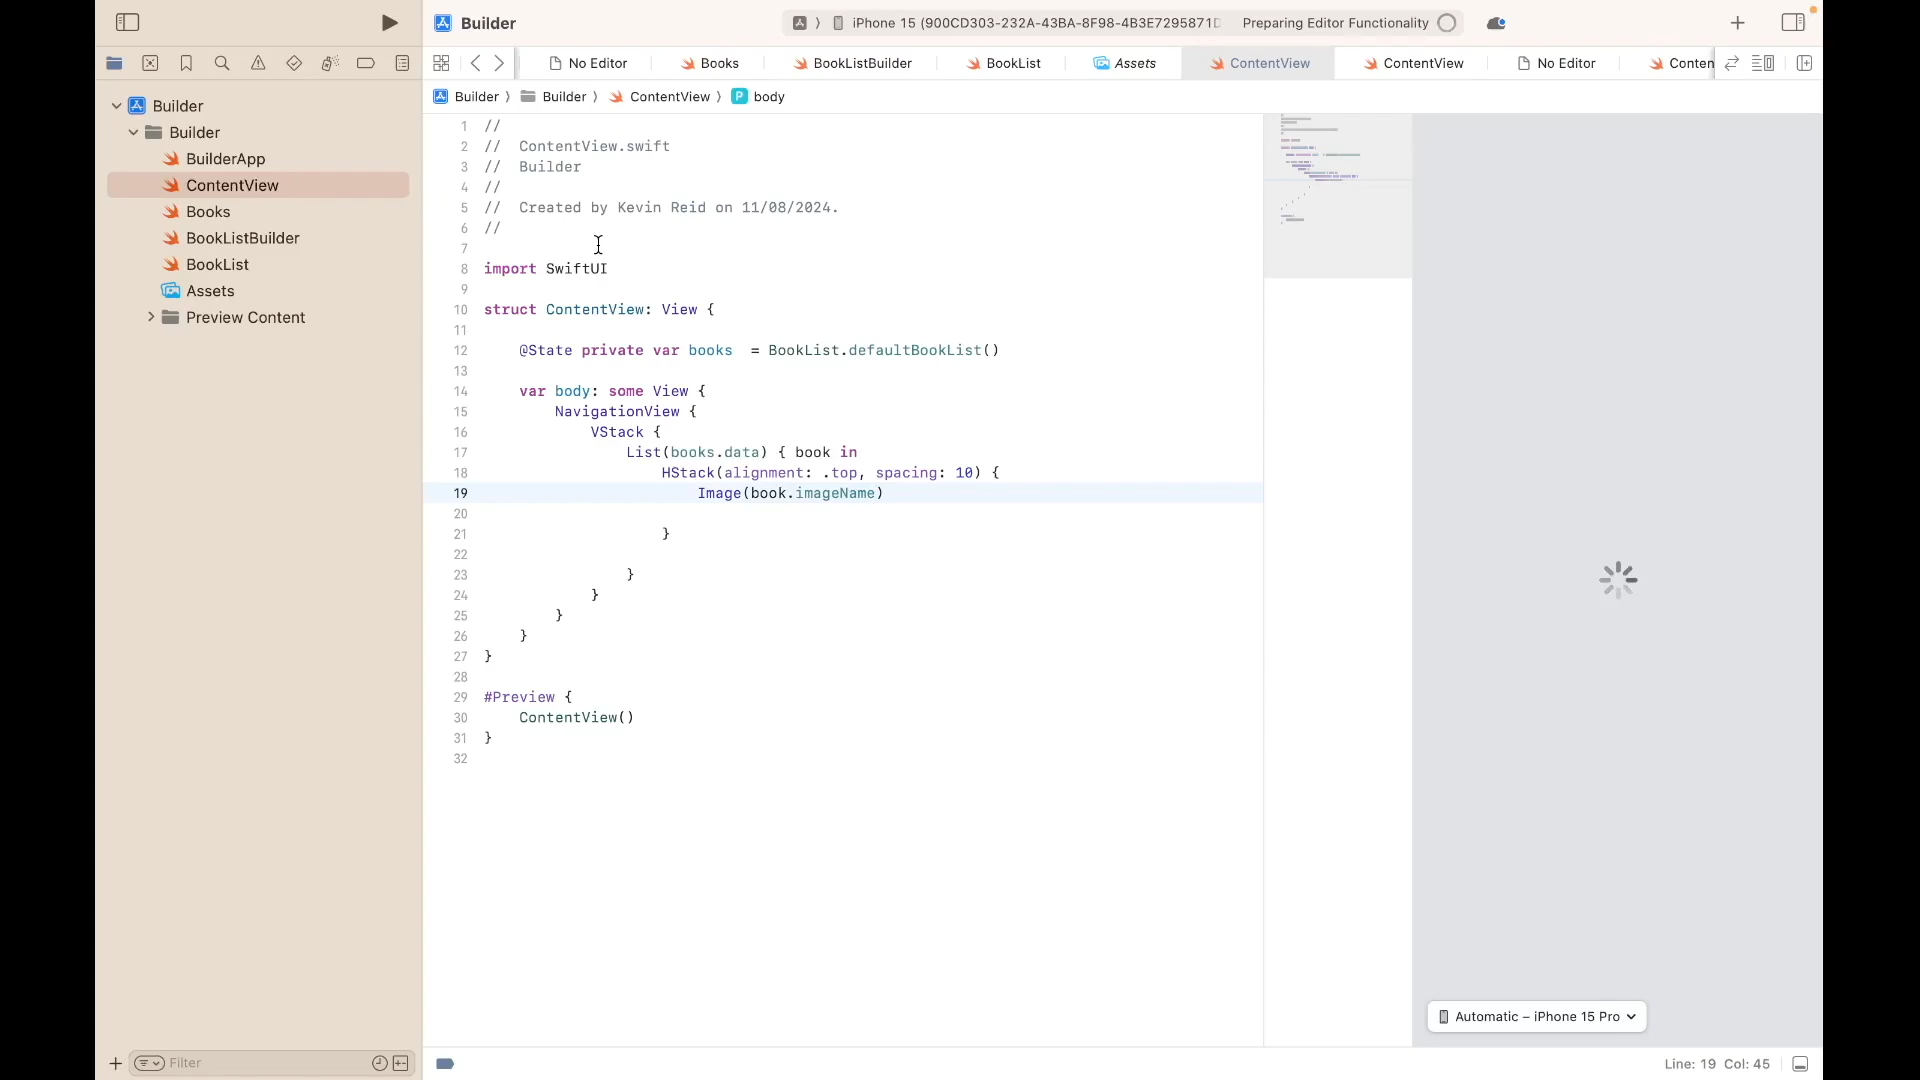 Builder
iPhone 15 (900CD303-232A-43BA-8F98-4B3E7295871D
Preparing Editor Functionality
No Editor
Books
BookListBuilder
BookList
Assets
ContentView
ContentView
No Editor
Conten
Builder
Builder
BuilderApp
ContentView
Books
BookListBuilder
BookList
Assets
Preview Content
Filter
Builder 〉 Builder 〉 ContentView 〉 P body
1 //
2 //  ContentView.swift
3 //  Builder
4 //
5 //  Created by Kevin Reid on 11/08/2024.
6 //
7
8 import SwiftUI
9
10 struct ContentView: View {
11
12     @State private var books  = BookList.defaultBookList()
13
14     var body: some View {
15         NavigationView {
16             VStack {
17                 List(books.data) { book in
18                     HStack(alignment: .top, spacing: 10) {
19                         Image(book.imageName)
20
21                     }
22
23                 }
24             }
25         }
26     }
27 }
28
29 #Preview {
30     ContentView()
31 }
32
Automatic – iPhone 15 Pro
Line: 19  Col: 45